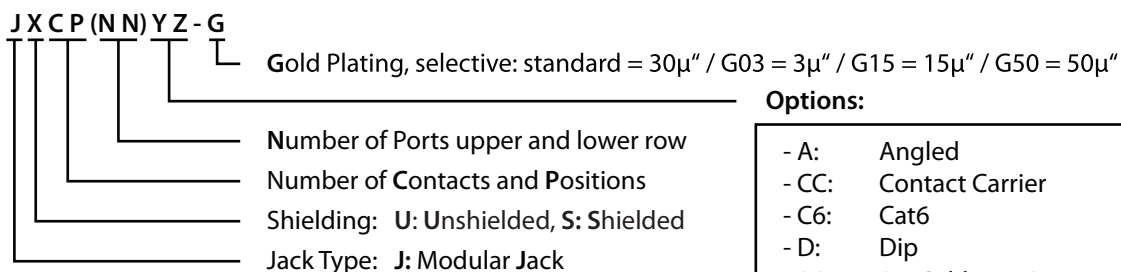 J X C P (N N) Y Z - G
Gold Plating, selective: standard = 30µ“ / G03 = 3µ“ / G15 = 15µ“ / G50 = 50µ“
Options:
Number of Ports upper and lower row
Number of Contacts and Positions
Shielding: U: Unshielded, S: Shielded
Jack Type: J: Modular Jack
- A: Angled
- CC: Contact Carrier
- C6: Cat6
- D: Dip